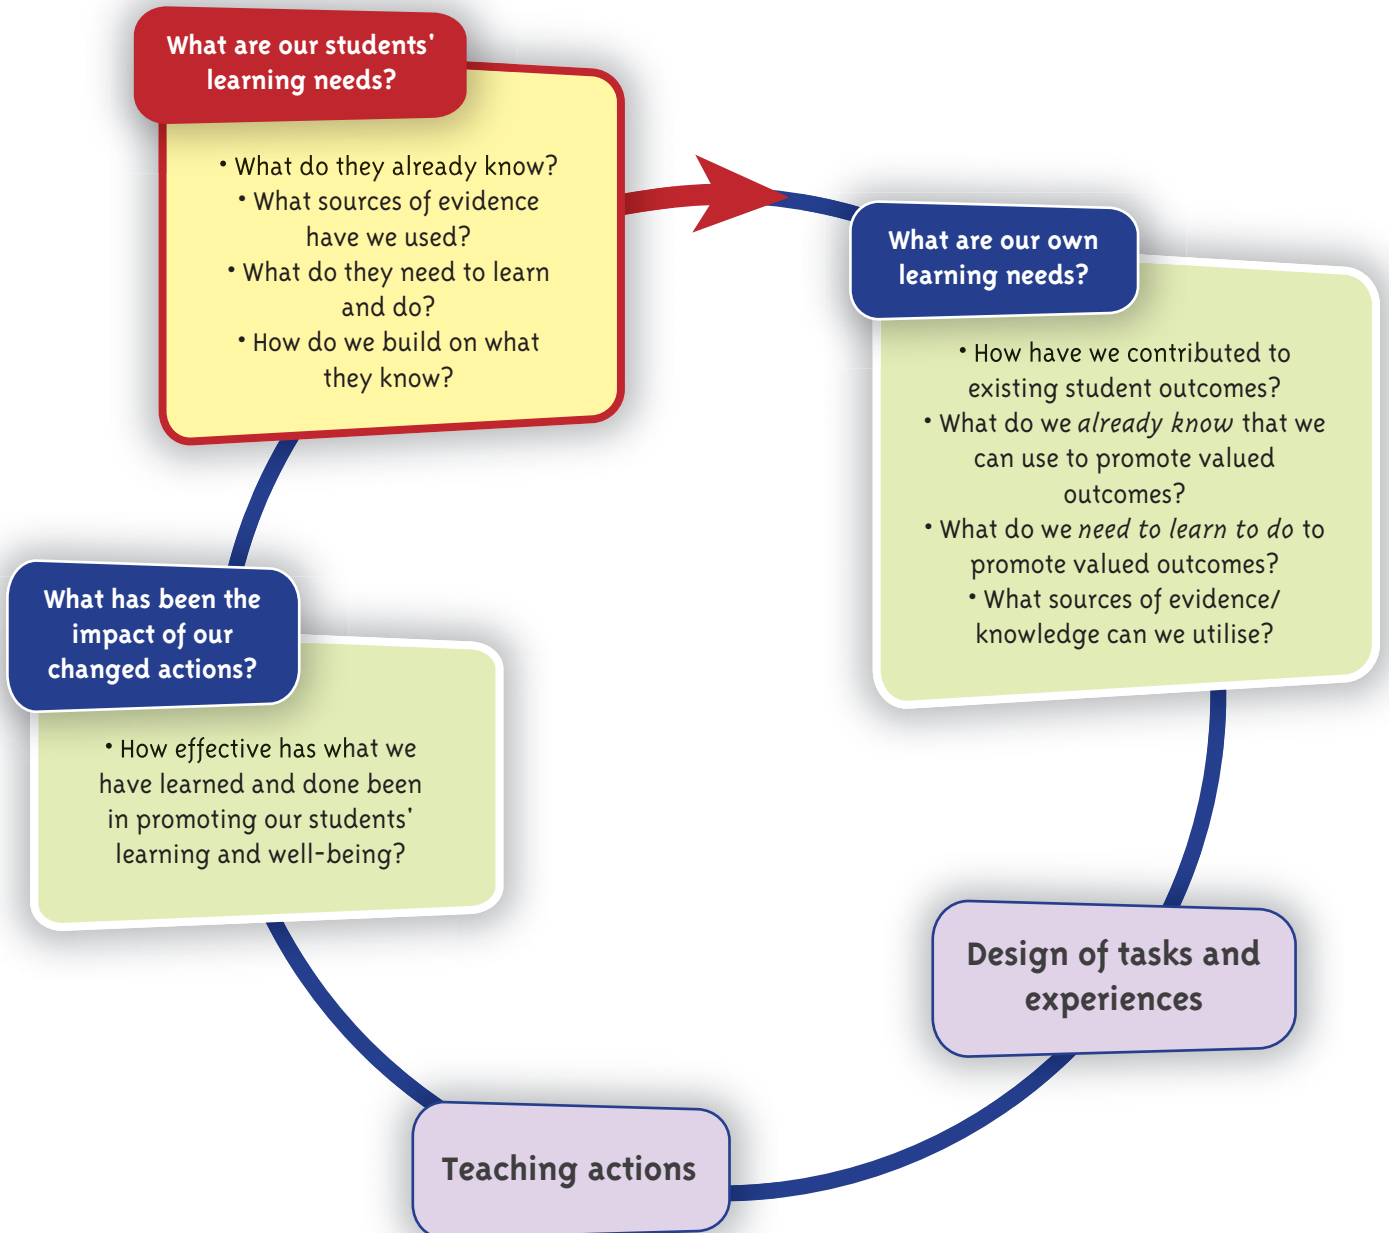 What are our students'
learning needs?
• What do they already know?
• What sources of evidence
have we used?
• What do they need to learn
and do?
• How do we build on what
they know?
What are our own
learning needs?
• How have we contributed to
existing student outcomes?
• What do we already know that we
can use to promote valued
outcomes?
• What do we need to learn to do to
promote valued outcomes?
• What sources of evidence/
knowledge can we utilise?
Design of tasks and
experiences
Teaching actions
What has been the
impact of our
changed actions?
• How effective has what we
have learned and done been
in promoting our students'
learning and well-being?